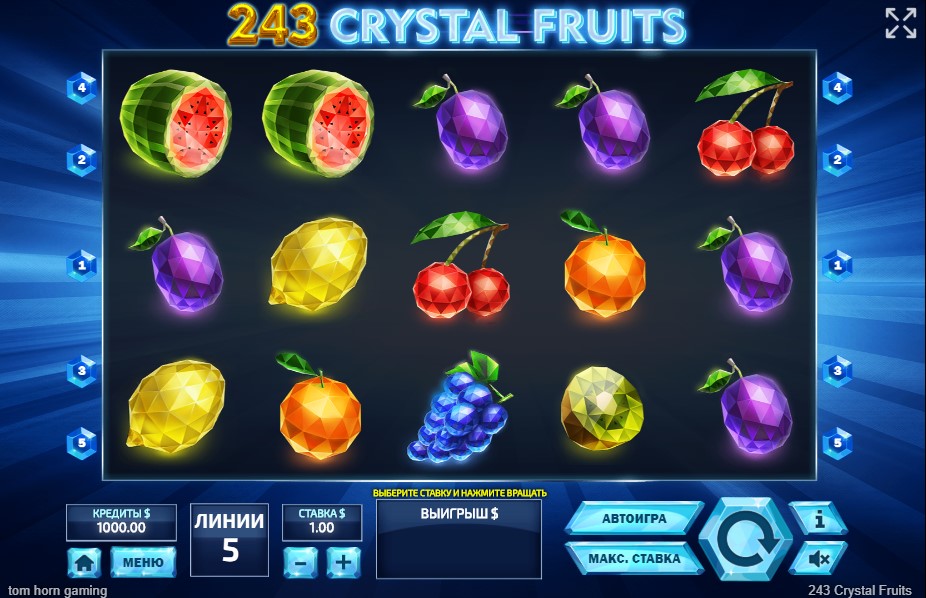 243 CRYSTAL FRUITS
4 4
2 2
1 1
3 3
5 5
ВЫБЕРИТЕ СТАВКУ И НАЖМИТЕ ВРАЩАТЬ
КРЕДИТЫ $
1000.00
ЛИНИИ
5
СТАВКА $
1.00
ВЫИГРЫШ $
АВТОИГРА
i
МЕНЮ
− +
МАКС. СТАВКА
tom horn gaming
243 Crystal Fruits